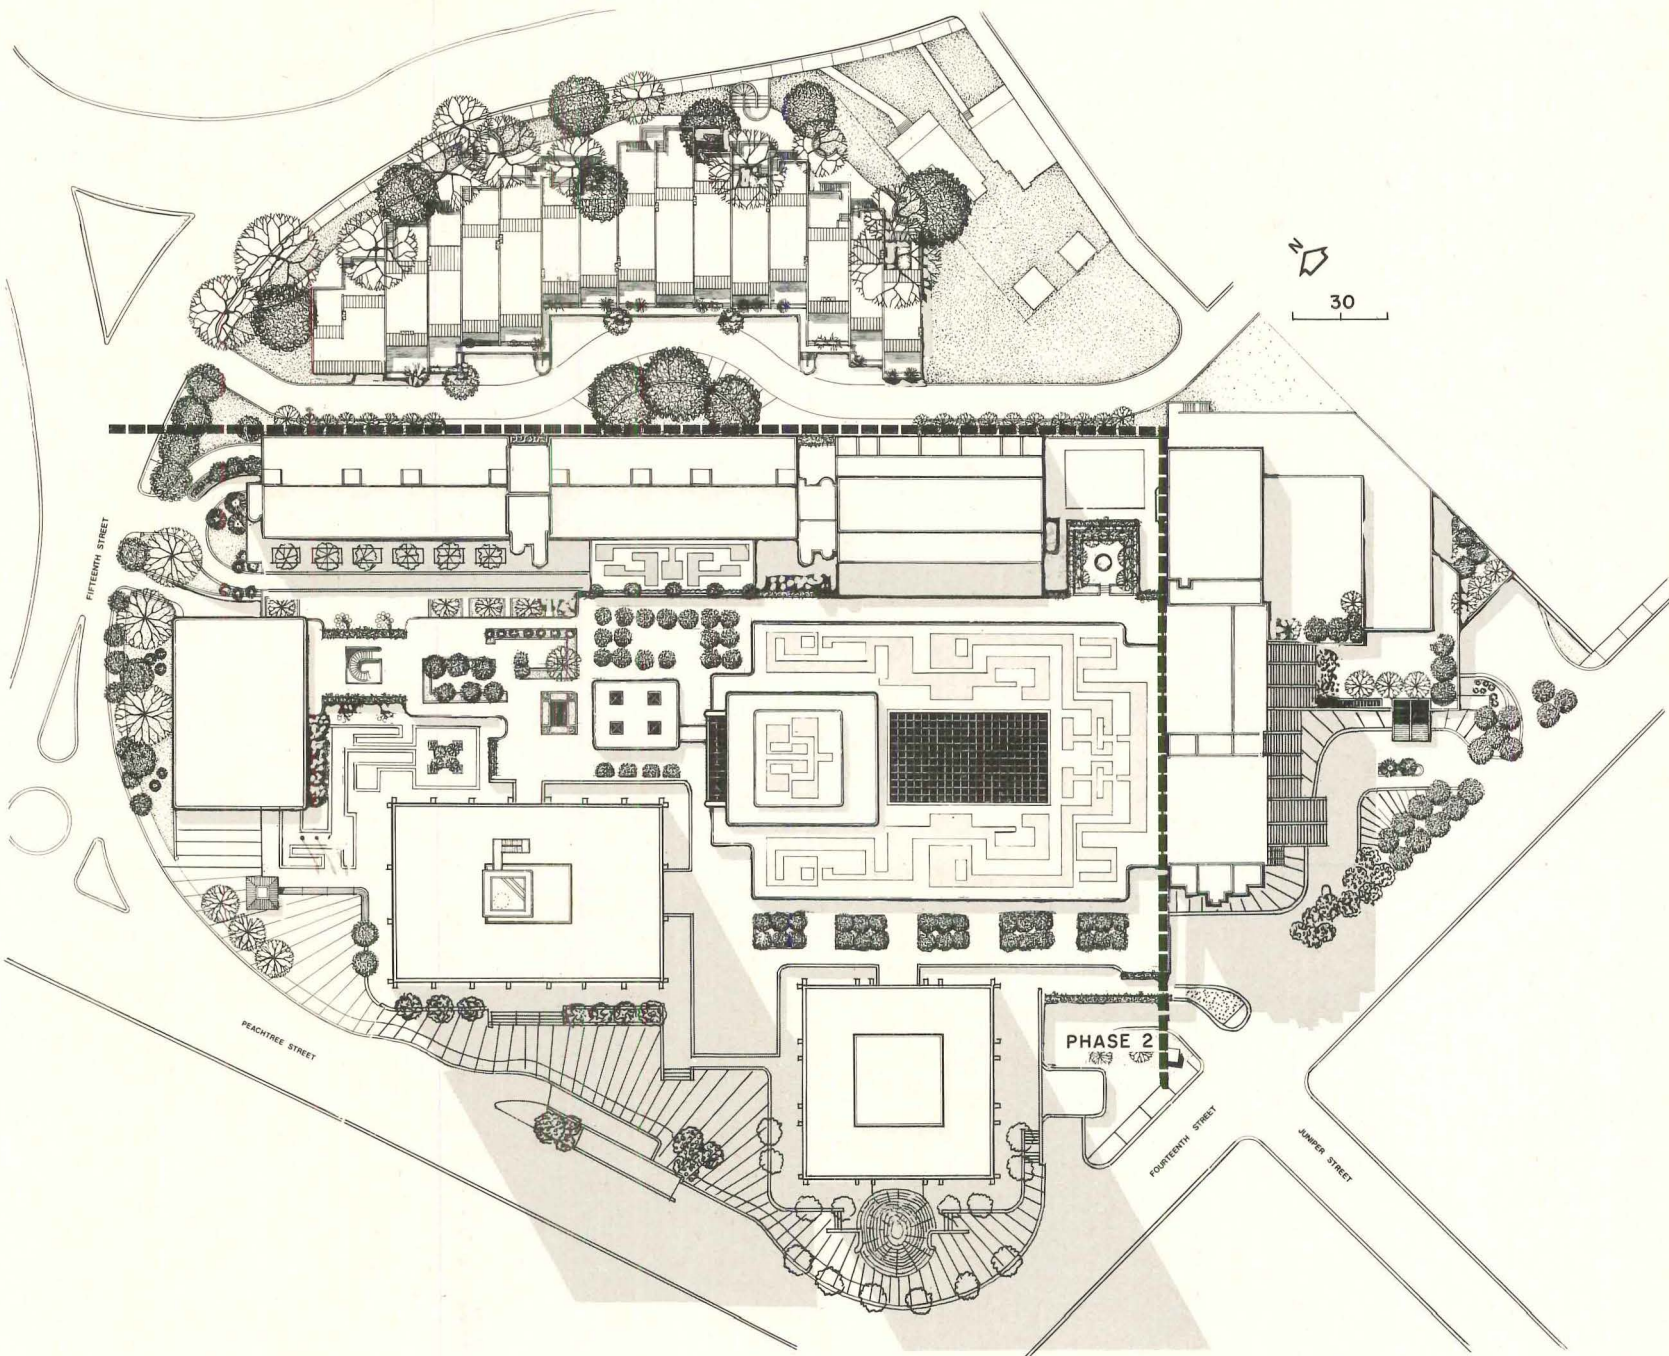 N
30
FIFTEENTH STREET
PEACHTREE STREET
PHASE 2
FOURTEENTH STREET
JUNIPER STREET